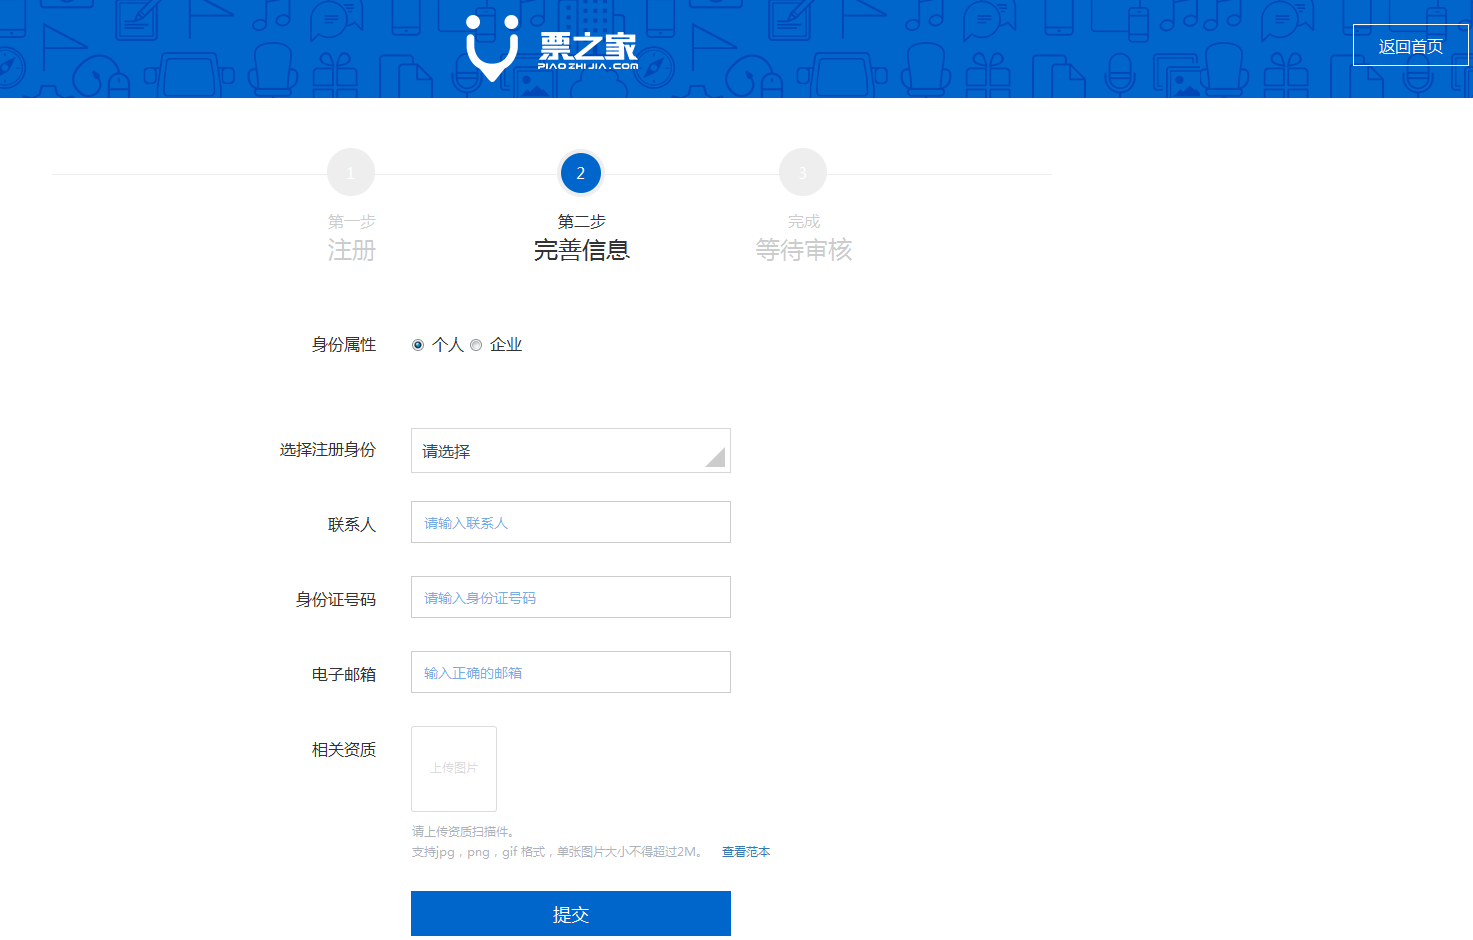 票之家
PIAOZHIJIA.COM
返回首页
1
2
3
第一步
第二步
完成
注册
完善信息
等待审核
身份属性
个人
企业
选择注册身份
请选择
联系人
请输入联系人
身份证号码
请输入身份证号码
电子邮箱
输入正确的邮箱
相关资质
上传图片
请上传资质扫描件。
支持jpg，png，gif 格式，单张图片大小不得超过2M。 查看范本
提交